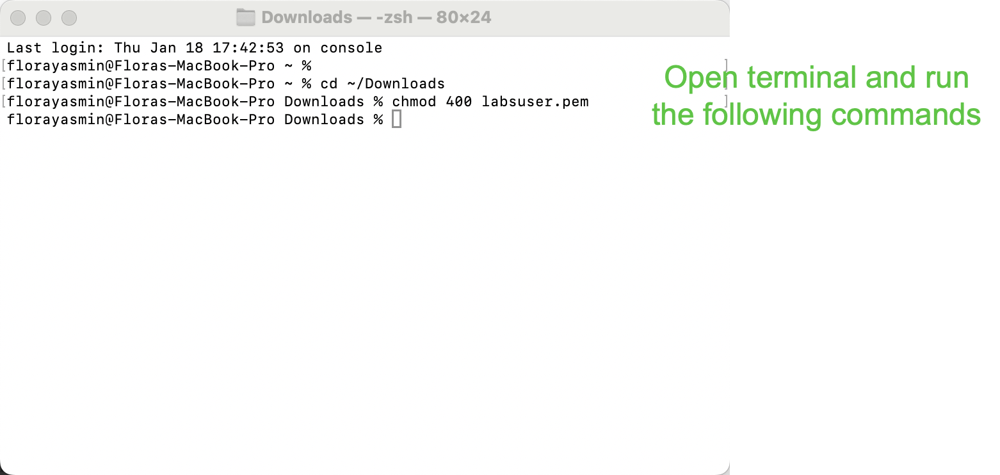 Downloads — -zsh — 80×24
Last login: Thu Jan 18 17:42:53 on console
[florayasmin@Floras-MacBook-Pro ~ % ]
[florayasmin@Floras-MacBook-Pro ~ % cd ~/Downloads ]
[florayasmin@Floras-MacBook-Pro Downloads % chmod 400 labsuser.pem ]
florayasmin@Floras-MacBook-Pro Downloads %
Open terminal and run
the following commands